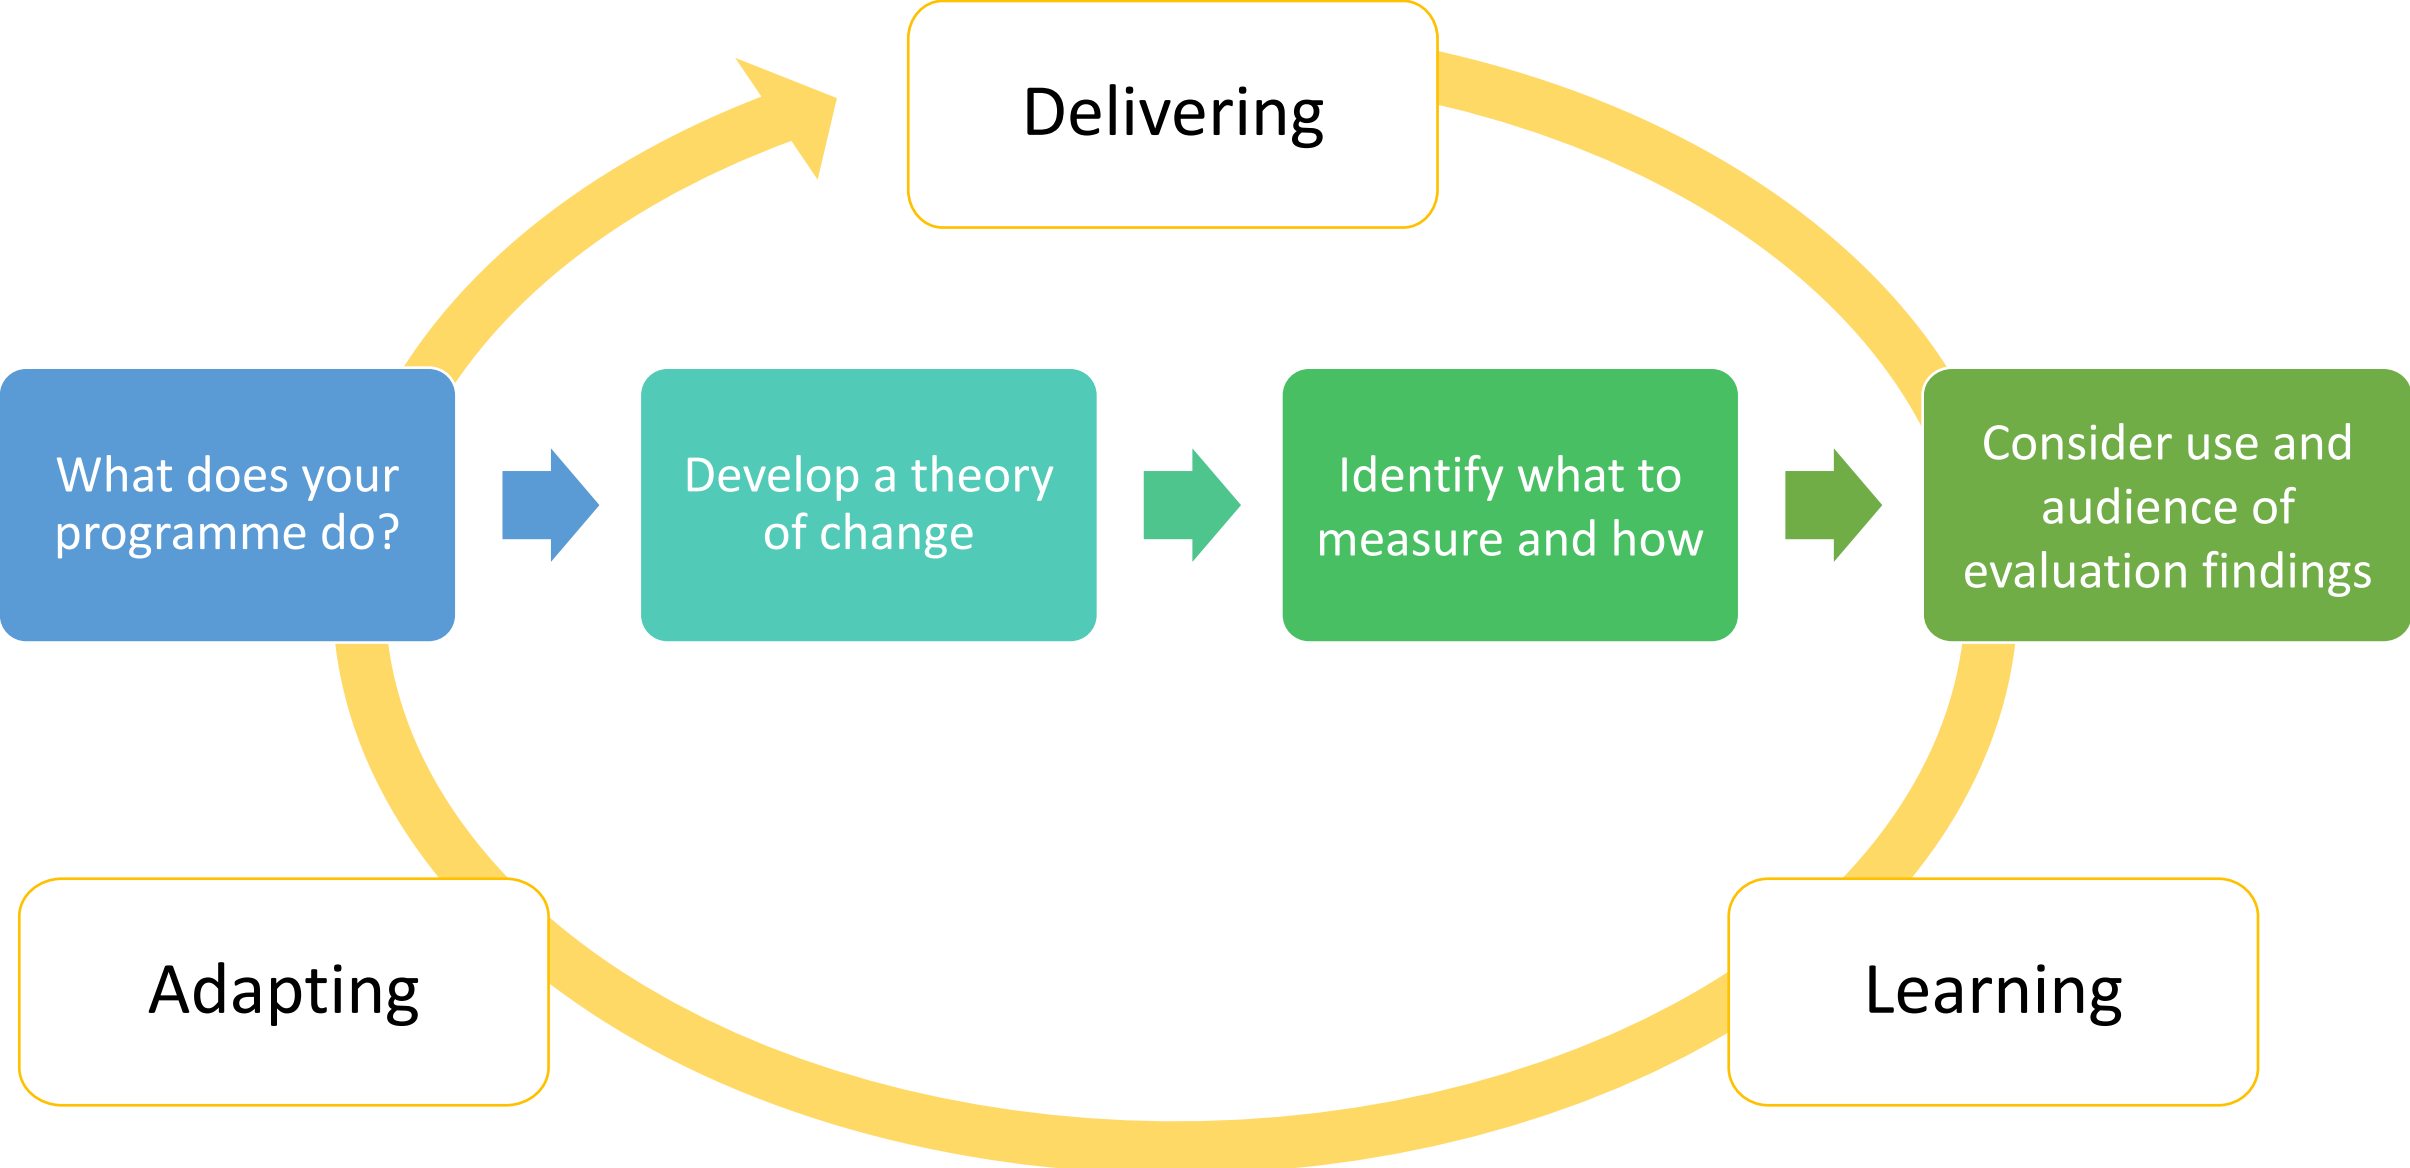 Delivering
What does your
programme do?
Develop a theory
of change
Identify what to
measure and how
Consider use and
audience of
evaluation findings
Adapting
Learning